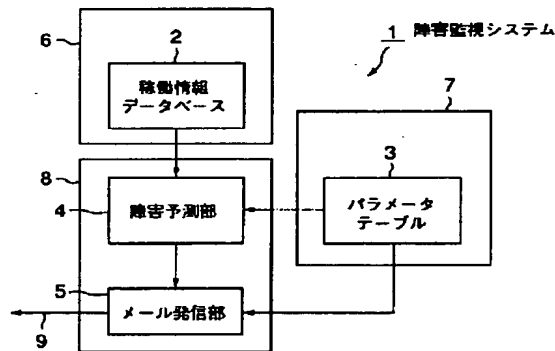 1 障害監視システム
6
2
稼働情報
データベース
7
3
パラメータ
テーブル
8
4
障害予測部
5
メール発信部
9